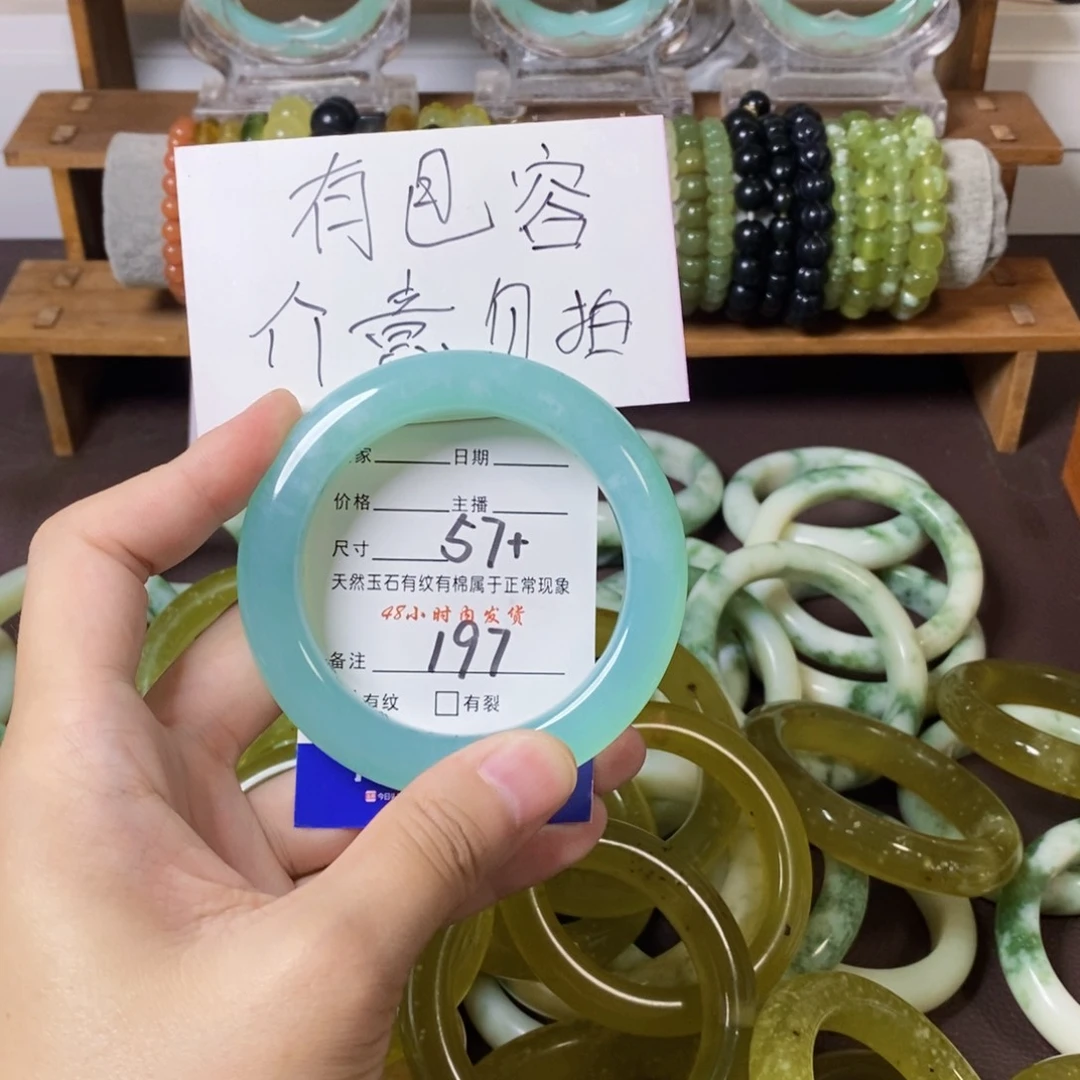 有包容
介意勿拍
家 日期
价格 主播
尺寸 57+
天然玉石有纹有棉属于正常现象
48小时内发货
197
备注
有纹 有裂